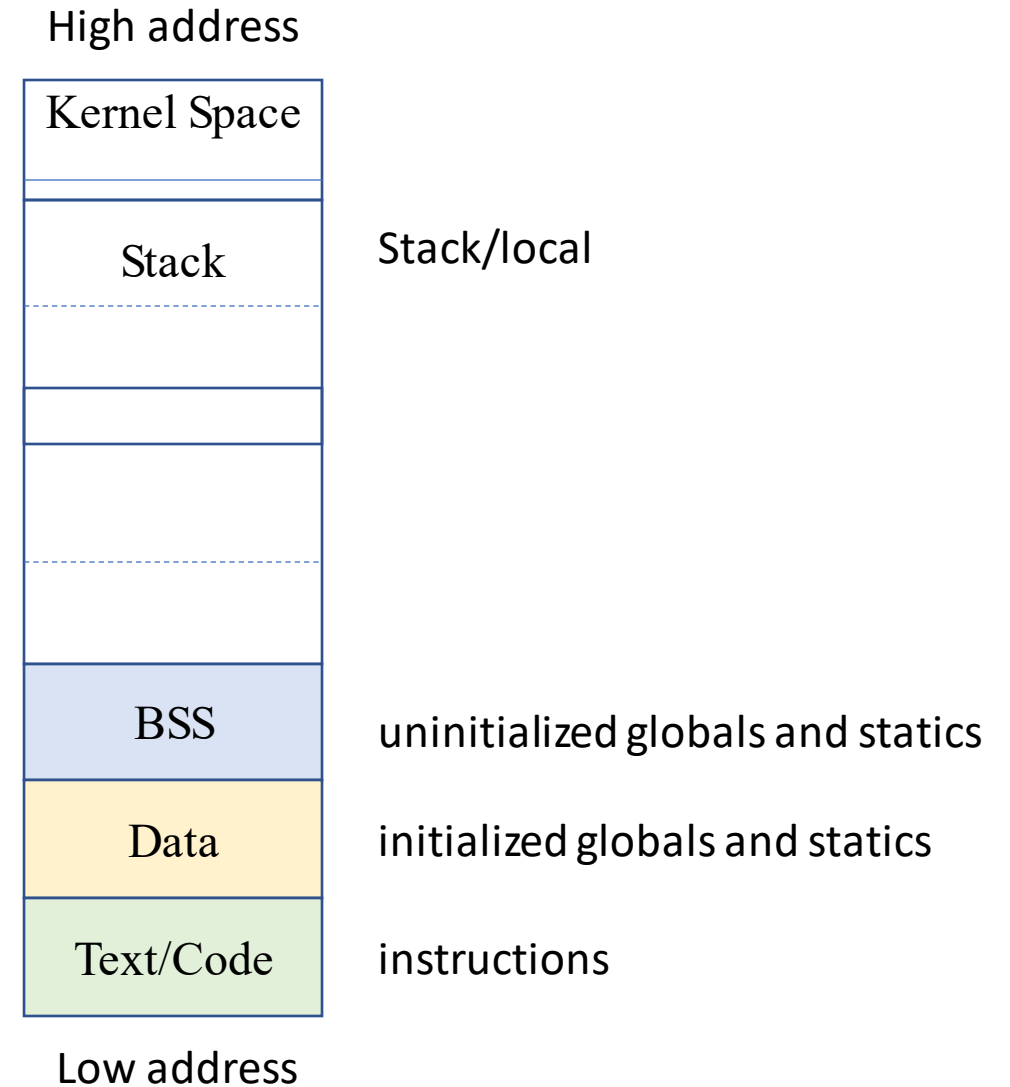 High address
Kernel Space
Stack
Stack/local
BSS
uninitialized globals and statics
Data
initialized globals and statics
Text/Code
instructions
Low address